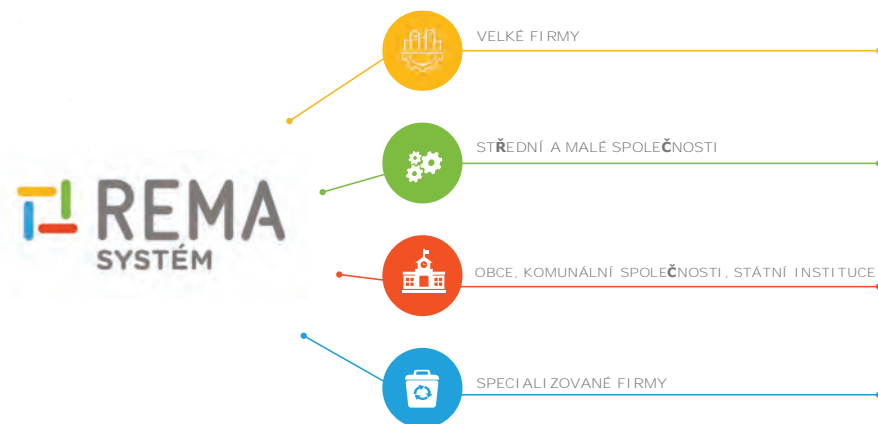 VELKÉ FIRMY
STŘEDNÍ A MALÉ SPOLEČNOSTI
REMA
SYSTÉM
OBCE, KOMUNÁLNÍ SPOLEČNOSTI, STÁTNÍ INSTITUCE
SPECIALIZOVANÉ FIRMY